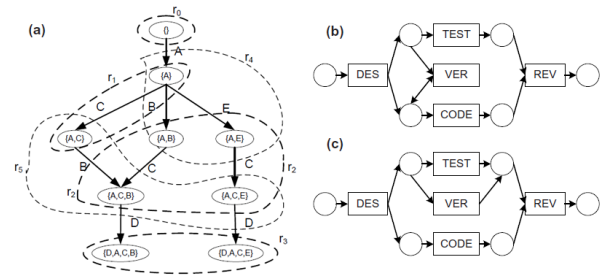 (a)
r0
{}
A
r4
{A}
r1
C
B
E
{A,C}
{A,B}
{A,E}
r5
B
C
C
r2
r2
{A,C,B}
{A,C,E}
D
D
r3
{D,A,C,B}
{D,A,C,E}
(b)
TEST
DES
VER
REV
CODE
(c)
TEST
DES
VER
REV
CODE